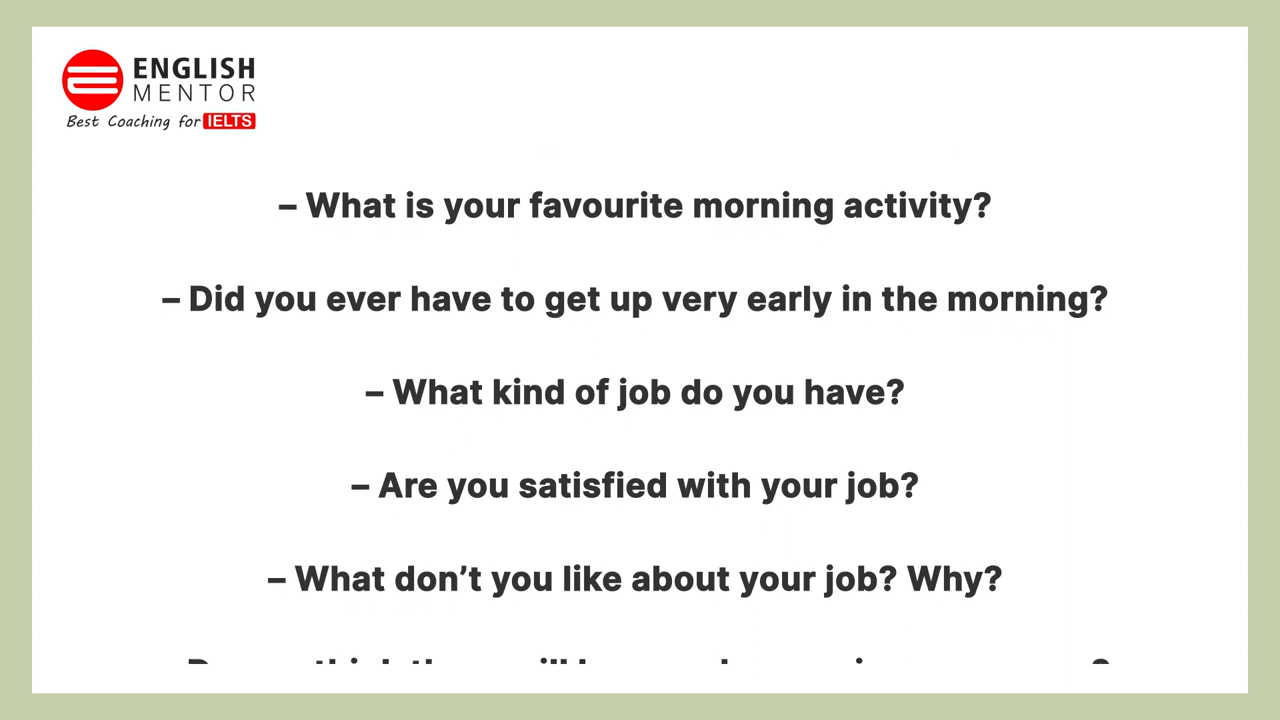 ENGLISH
MENTOR
Best Coaching for IELTS
– What is your favourite morning activity?
– Did you ever have to get up very early in the morning?
– What kind of job do you have?
– Are you satisfied with your job?
– What don’t you like about your job? Why?